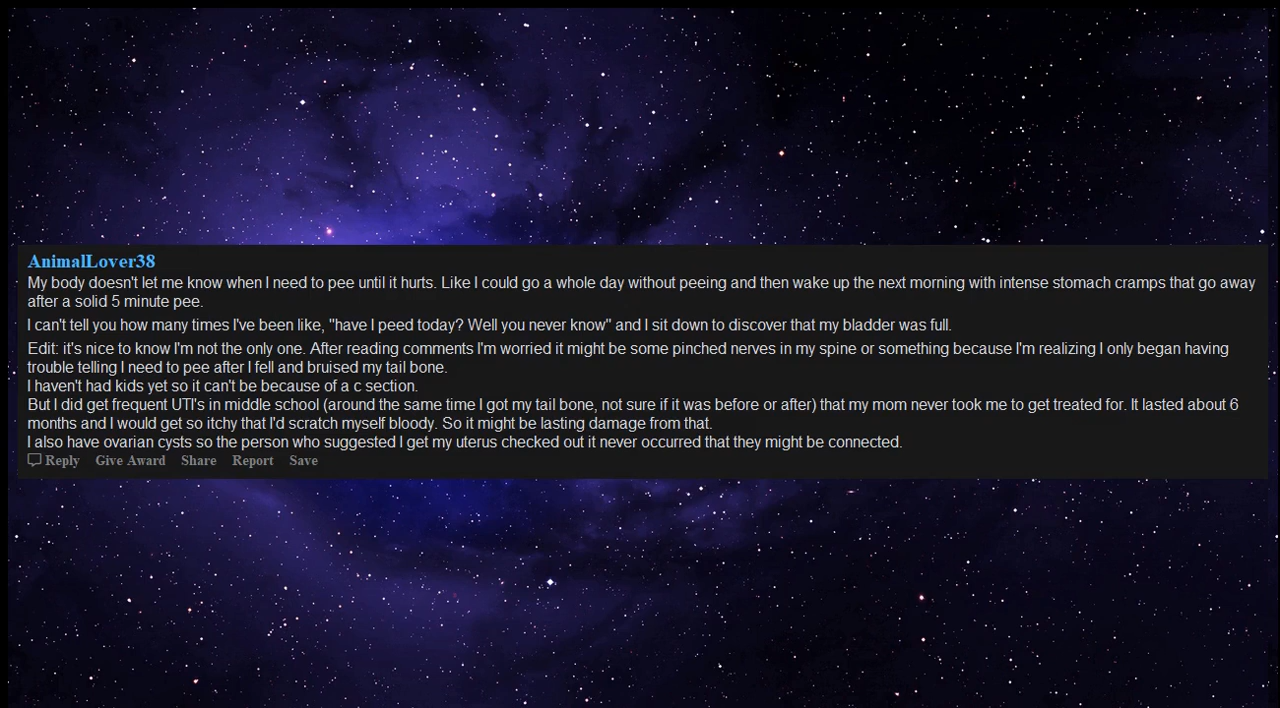 AnimalLover38
My body doesn't let me know when I need to pee until it hurts. Like I could go a whole day without peeing and then wake up the next morning with intense stomach cramps that go away
after a solid 5 minute pee.
I can't tell you how many times I've been like, "have I peed today? Well you never know" and I sit down to discover that my bladder was full.
Edit: it's nice to know I'm not the only one. After reading comments I'm worried it might be some pinched nerves in my spine or something because I'm realizing I only began having
trouble telling I need to pee after I fell and bruised my tail bone.
I haven't had kids yet so it can't be because of a c section.
But I did get frequent UTI's in middle school (around the same time I got my tail bone, not sure if it was before or after) that my mom never took me to get treated for. It lasted about 6
months and I would get so itchy that I'd scratch myself bloody. So it might be lasting damage from that.
I also have ovarian cysts so the person who suggested I get my uterus checked out it never occurred that they might be connected.
Reply Give Award Share Report Save